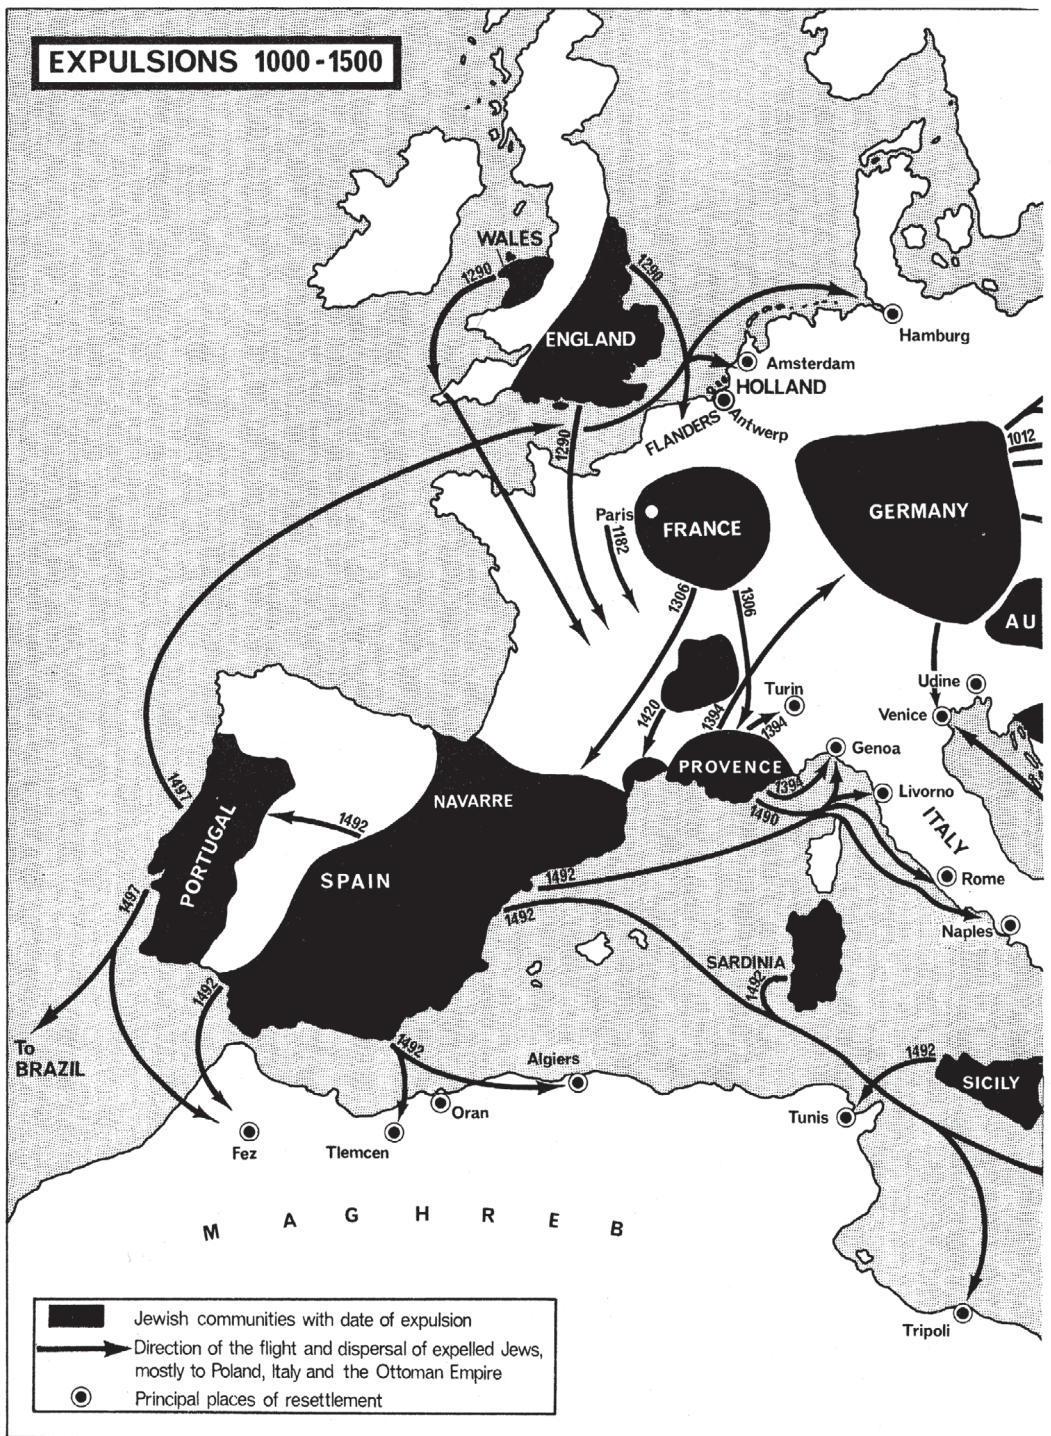 EXPULSIONS 1000-1500
WALES
1290
1290
ENGLAND
Hamburg
Amsterdam
HOLLAND
FLANDERS
Antwerp
1290
1012
GERMANY
Paris
FRANCE
1182
1306
1306
AU
Udine
Turin
1420
1394
1394
Venice
Genoa
PROVENCE
1394
1497
NAVARRE
Livorno
1490
ITALY
1492
PORTUGAL
SPAIN
1492
Rome
1497
1492
Naples
SARDINIA
1492
1492
To
BRAZIL
1492
Algiers
1492
SICILY
Oran
Tunis
Fez
Tlemcen
MAGHREB
Tripoli
Jewish communities with date of expulsion
Direction of the flight and dispersal of expelled Jews,
mostly to Poland, Italy and the Ottoman Empire
Principal places of resettlement